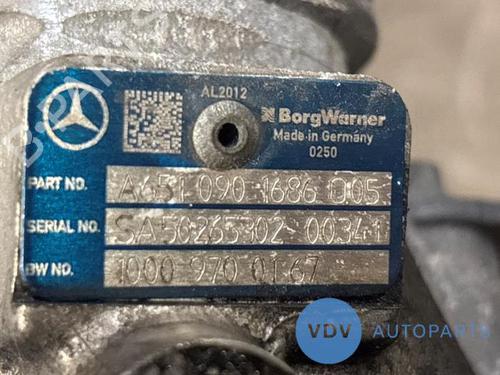 AL2012
BorgWarner
Made in Germany
0250
PART NO. A651 090 1686 005
SERIAL NO. SA50265302 00341
BW NO. 1000 970 0167
VDV AUTOPARTS